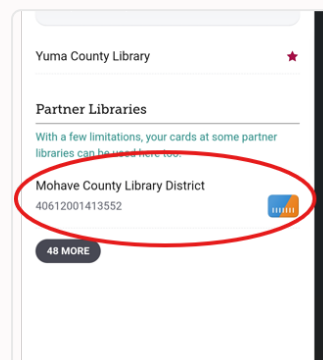 Yuma County Library
Partner Libraries
With a few limitations, your cards at some partner
libraries can be used here too.
Mohave County Library District
40612001413552
48 MORE